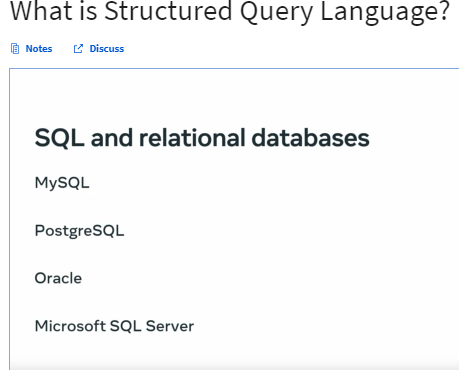 What is Structured Query Language?
Notes Discuss
SQL and relational databases
MySQL
PostgreSQL
Oracle
Microsoft SQL Server